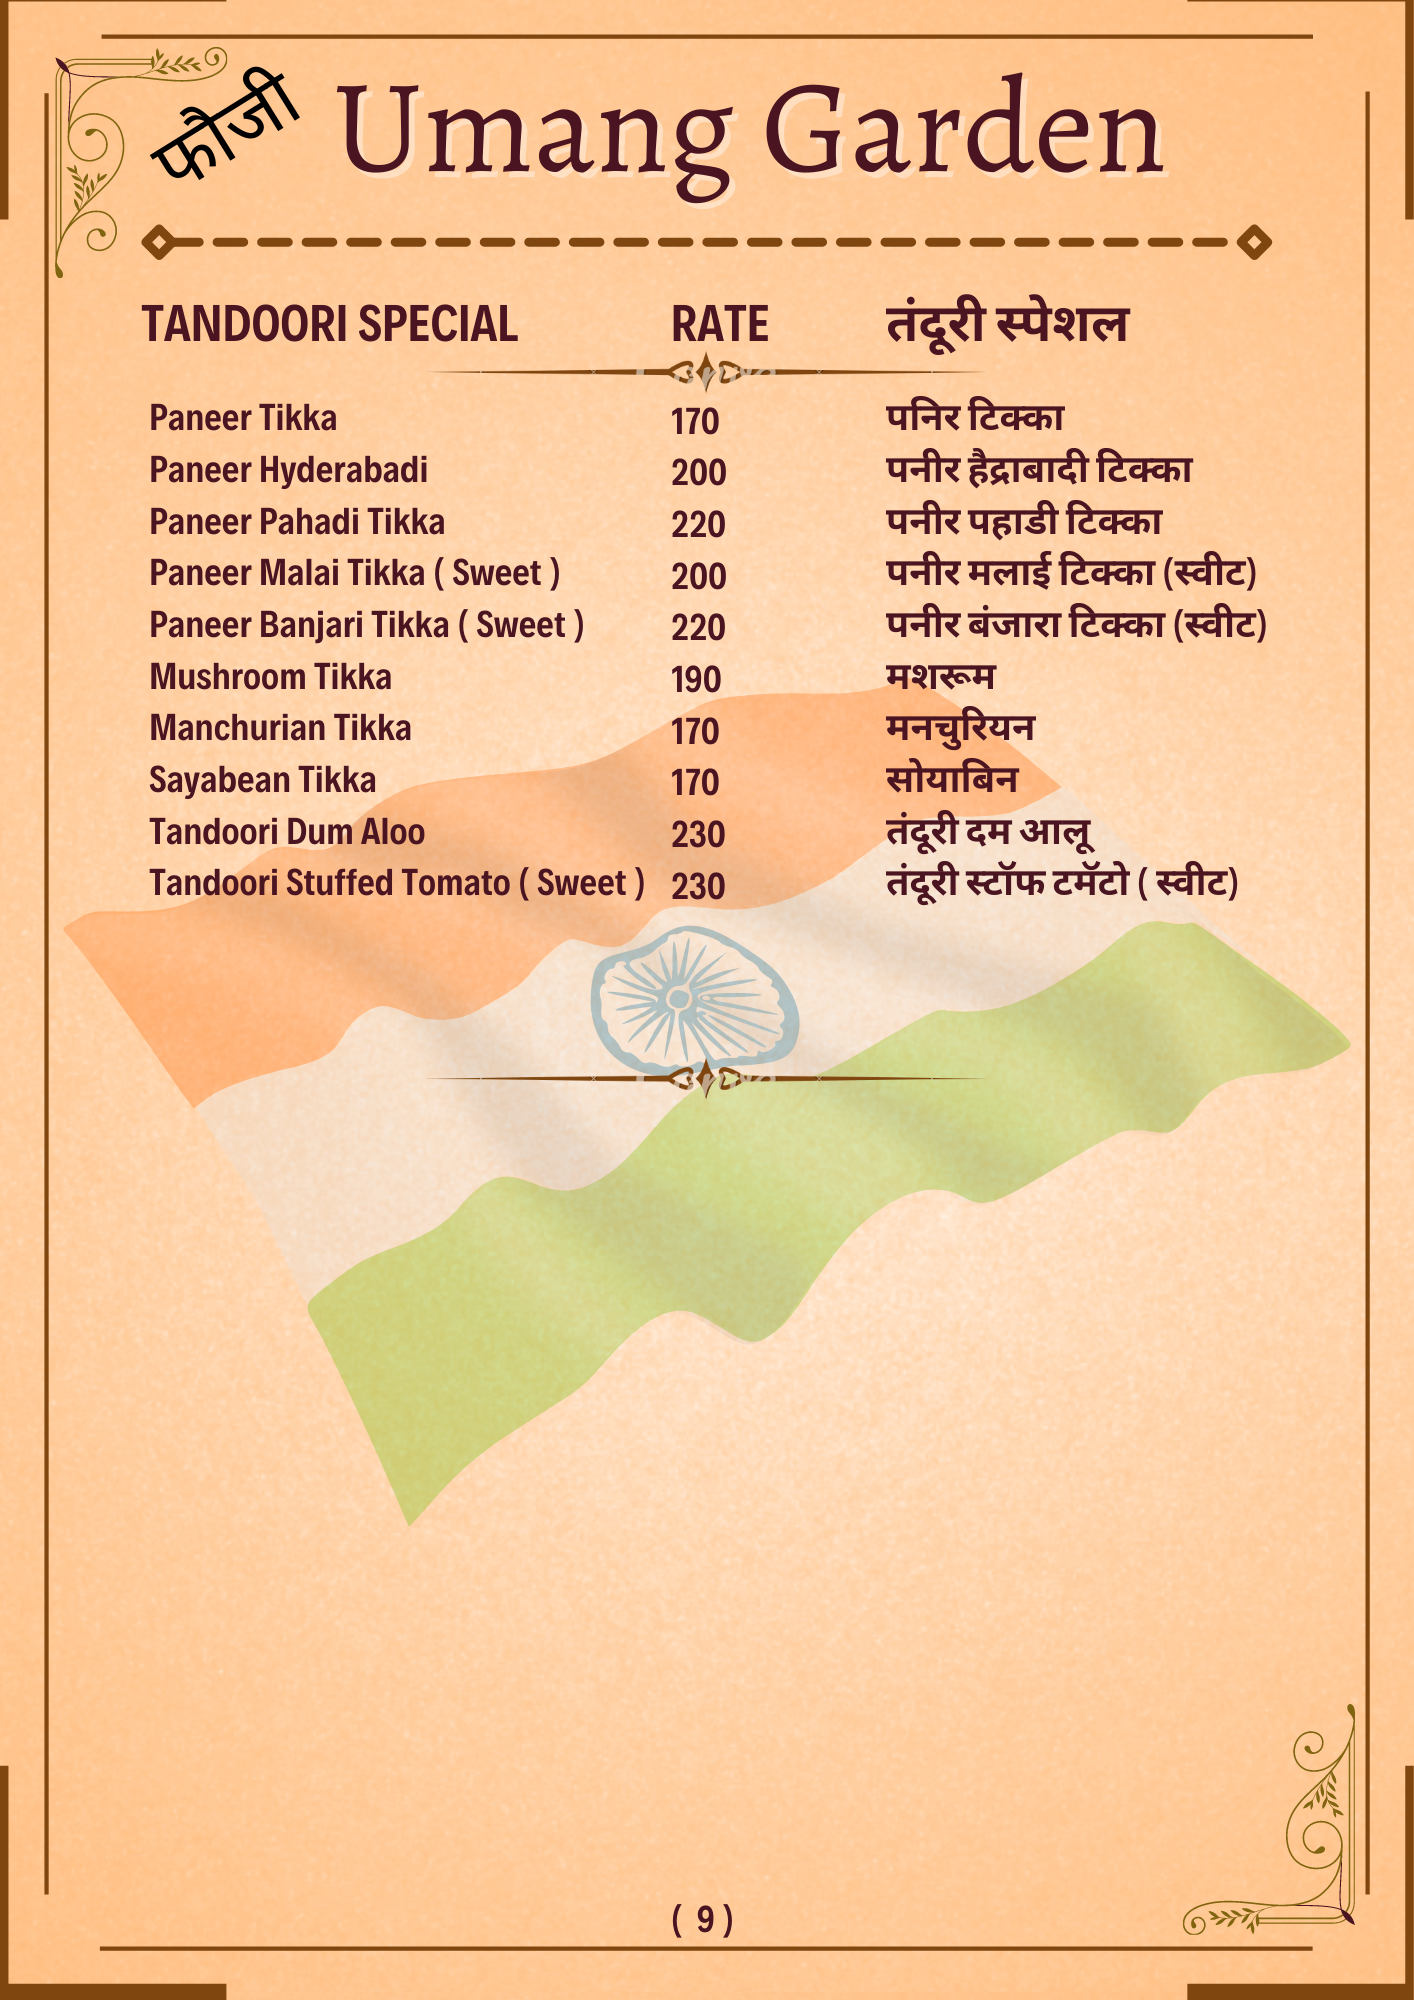 फौजी Umang Garden
TANDOORI SPECIAL RATE तंदूरी स्पेशल
Paneer Tikka 170 पनिर टिक्का
Paneer Hyderabadi 200 पनीर हैद्राबादी टिक्का
Paneer Pahadi Tikka 220 पनीर पहाडी टिक्का
Paneer Malai Tikka ( Sweet ) 200 पनीर मलाई टिक्का (स्वीट)
Paneer Banjari Tikka ( Sweet ) 220 पनीर बंजारा टिक्का (स्वीट)
Mushroom Tikka 190 मशरूम
Manchurian Tikka 170 मनचुरियन
Sayabean Tikka 170 सोयाबिन
Tandoori Dum Aloo 230 तंदूरी दम आलू
Tandoori Stuffed Tomato ( Sweet ) 230 तंदूरी स्टॉफ टमॅटो ( स्वीट)
( 9 )